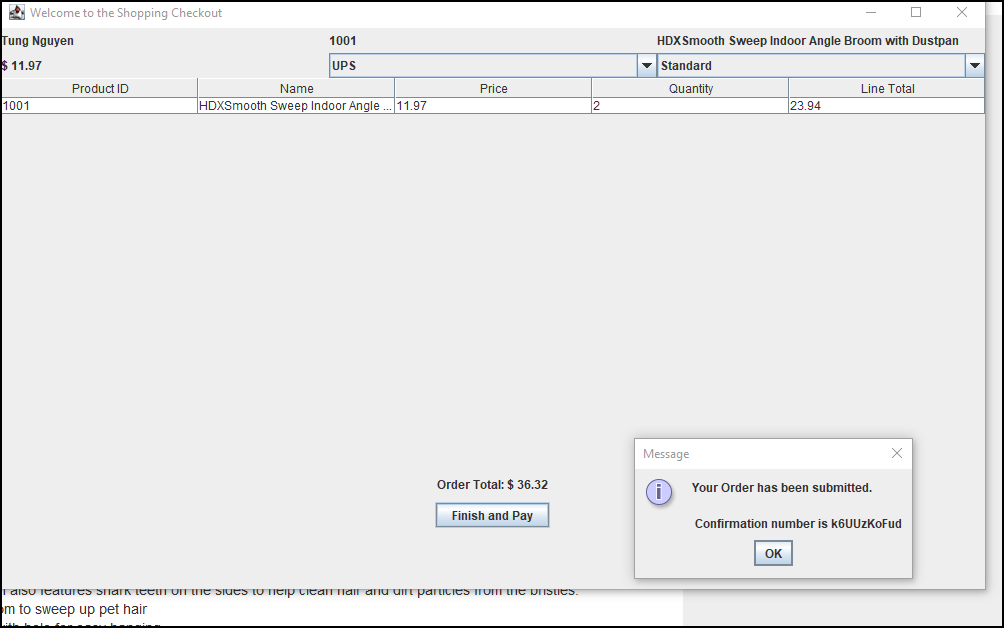 Welcome to the Shopping Checkout
Tung Nguyen 1001 HDXSmooth Sweep Indoor Angle Broom with Dustpan
$ 11.97 UPS Standard
Product ID Name Price Quantity Line Total
1001 HDXSmooth Sweep Indoor Angle ... 11.97 2 23.94
Order Total: $ 36.32
Finish and Pay
Message
Your Order has been submitted.
Confirmation number is k6UUzKoFud
OK
also features shark teeth on the sides to help clean hair and dirt particles from the bristles.
to sweep up pet hair
hole for easy hanging